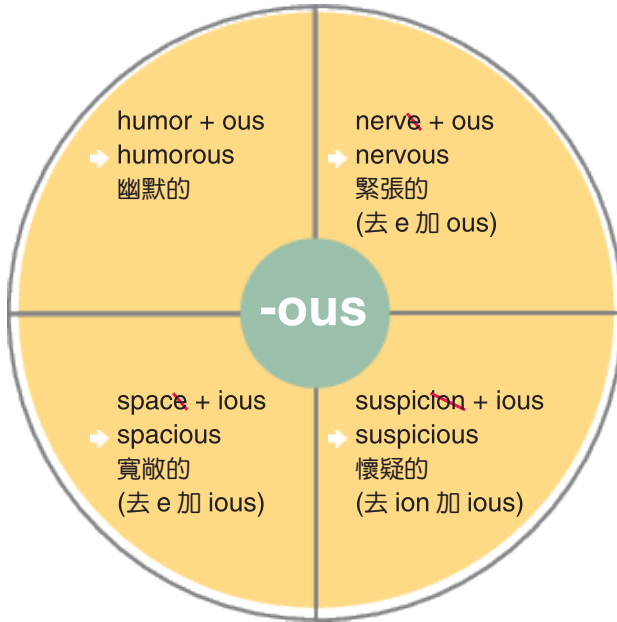 humor + ous
humorous
幽默的
nerve + ous
nervous
緊張的
(去 e 加 ous)
-ous
space + ious
spacious
寬敞的
(去 e 加 ious)
suspicion + ious
suspicious
懷疑的
(去 ion 加 ious)